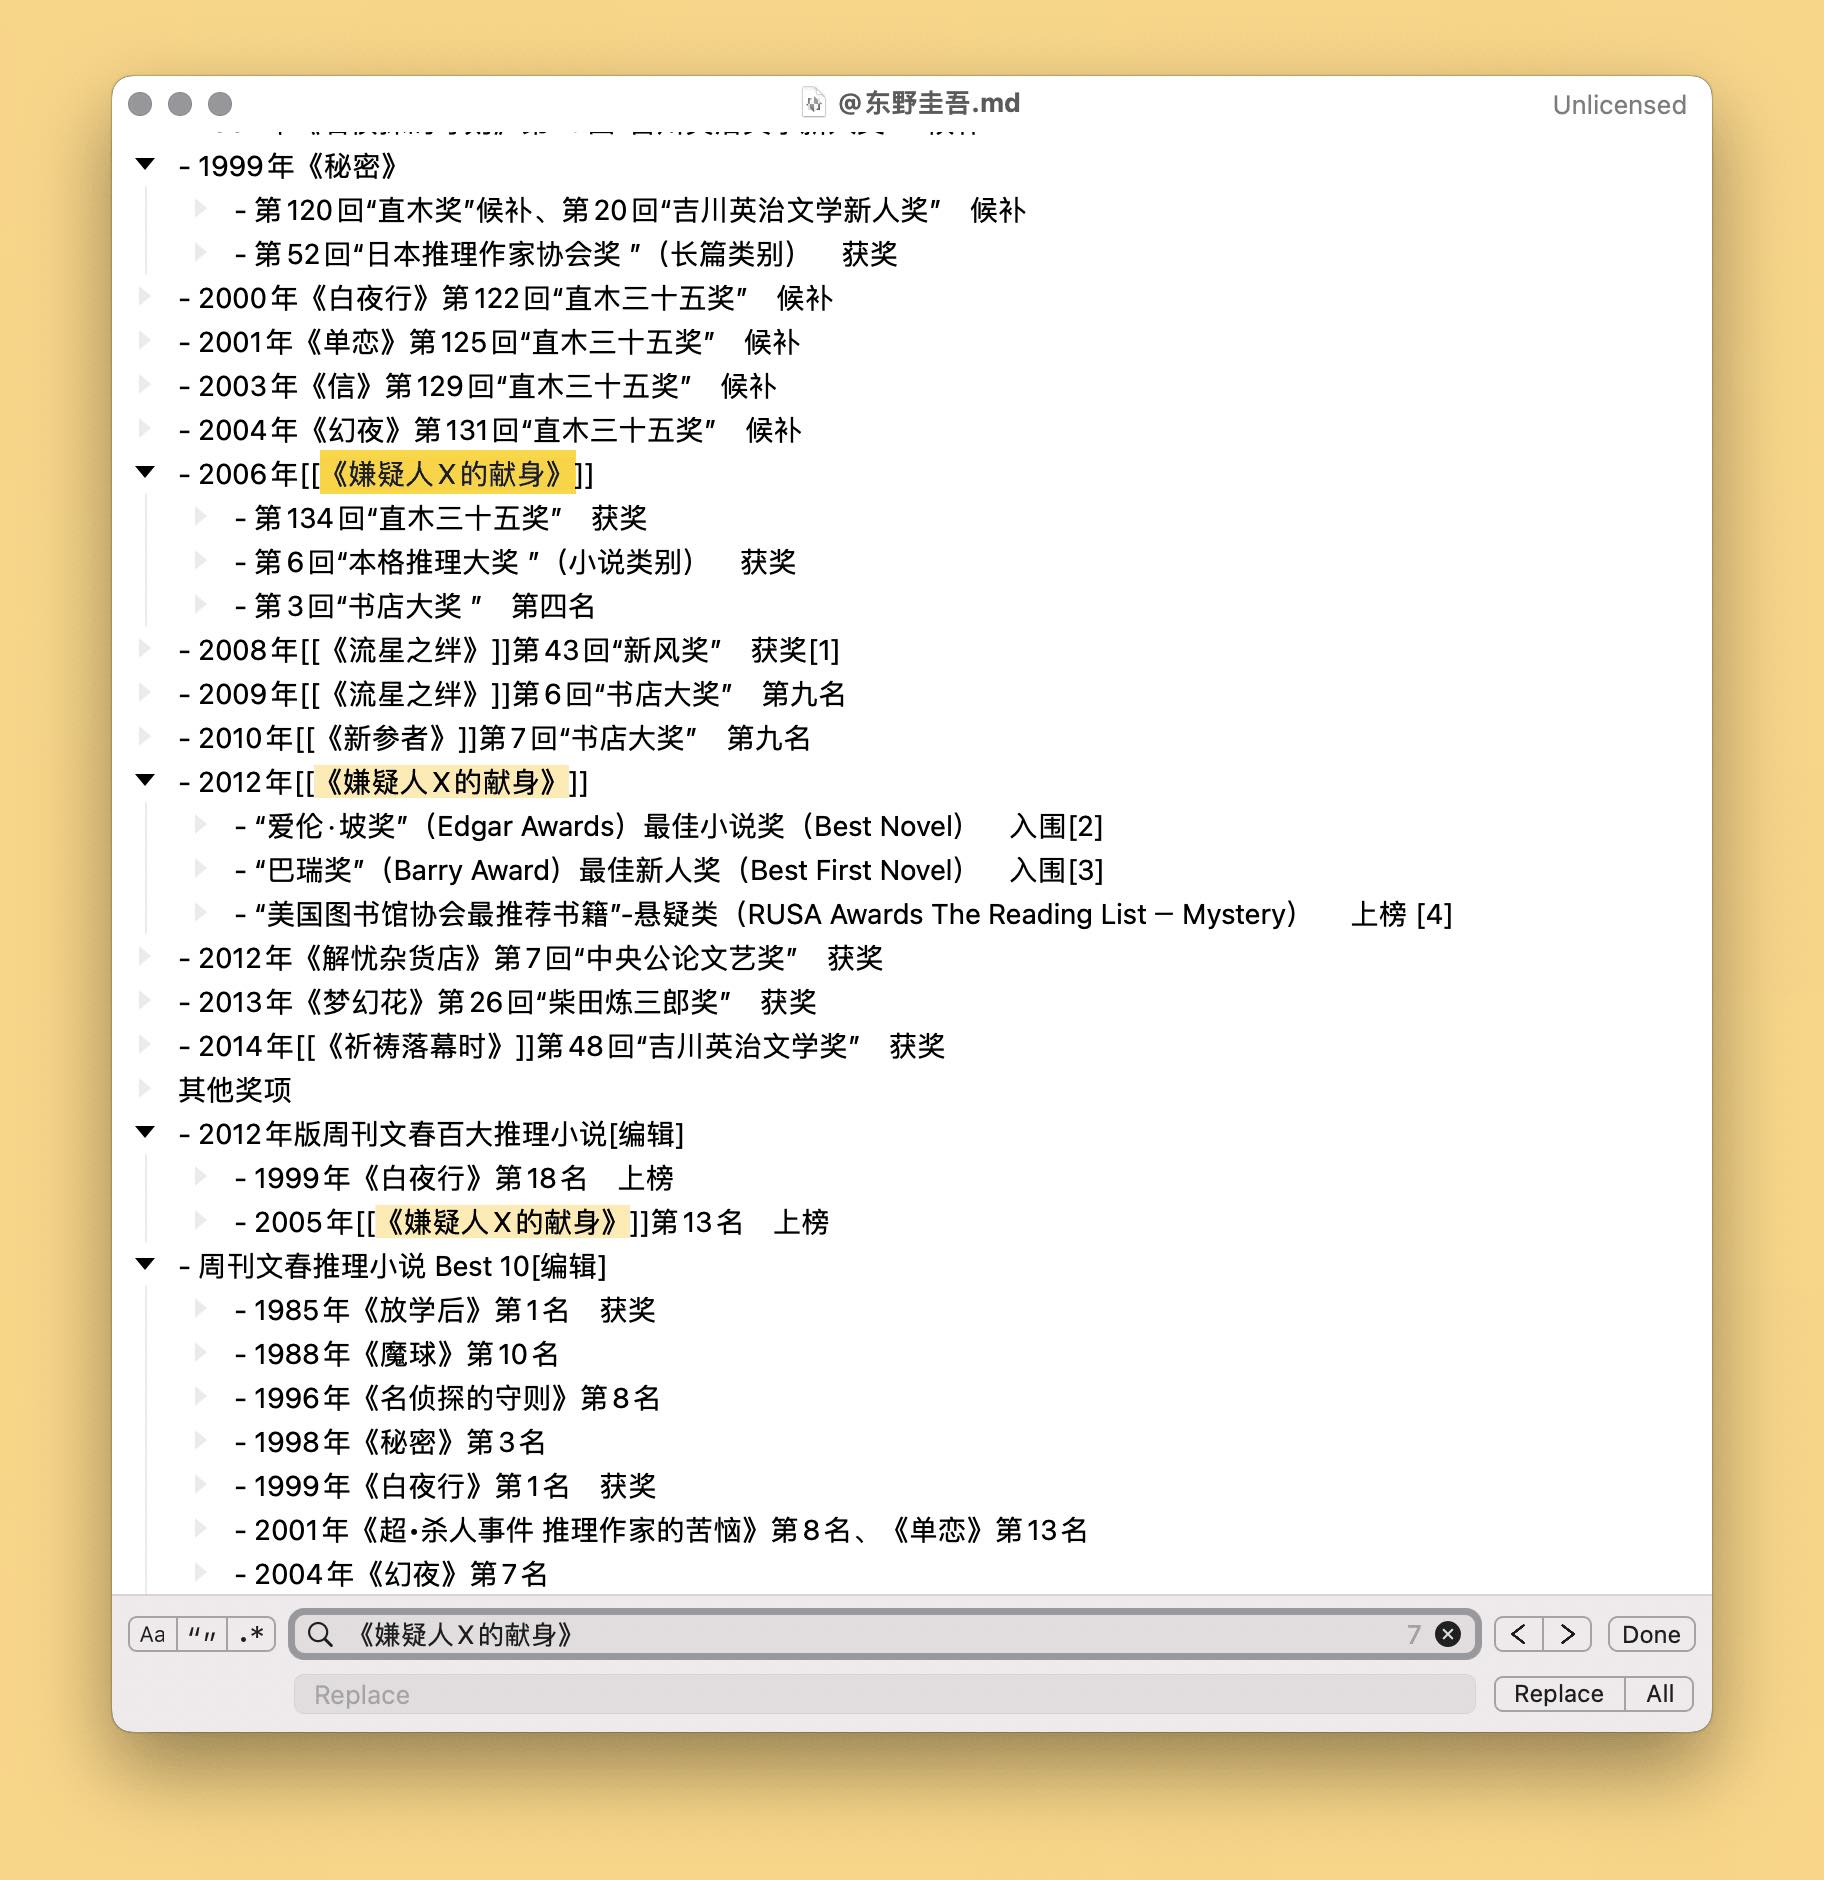 @东野圭吾.md
Unlicensed
- 1999年《秘密》
- 第120回“直木奖”候补、第20回“吉川英治文学新人奖”　候补
- 第52回“日本推理作家协会奖 ”（长篇类别）　获奖
- 2000年《白夜行》第122回“直木三十五奖”　候补
- 2001年《单恋》第125回“直木三十五奖”　候补
- 2003年《信》第129回“直木三十五奖”　候补
- 2004年《幻夜》第131回“直木三十五奖”　候补
- 2006年[[《嫌疑人X的献身》]]
- 第134回“直木三十五奖”　获奖
- 第6回“本格推理大奖 ”（小说类别）　获奖
- 第3回“书店大奖 ”　第四名
- 2008年[[《流星之绊》]]第43回“新风奖”　获奖[1]
- 2009年[[《流星之绊》]]第6回“书店大奖”　第九名
- 2010年[[《新参者》]]第7回“书店大奖”　第九名
- 2012年[[《嫌疑人X的献身》]]
- “爱伦·坡奖”（Edgar Awards）最佳小说奖（Best Novel）　入围[2]
- “巴瑞奖”（Barry Award）最佳新人奖（Best First Novel）　入围[3]
- “美国图书馆协会最推荐书籍”-悬疑类（RUSA Awards The Reading List — Mystery）　上榜 [4]
- 2012年《解忧杂货店》第7回“中央公论文艺奖”　获奖
- 2013年《梦幻花》第26回“柴田炼三郎奖”　获奖
- 2014年[[《祈祷落幕时》]]第48回“吉川英治文学奖”　获奖
其他奖项
- 2012年版周刊文春百大推理小说[编辑]
- 1999年《白夜行》第18名　上榜
- 2005年[[《嫌疑人X的献身》]]第13名　上榜
- 周刊文春推理小说 Best 10[编辑]
- 1985年《放学后》第1名　获奖
- 1988年《魔球》第10名
- 1996年《名侦探的守则》第8名
- 1998年《秘密》第3名
- 1999年《白夜行》第1名　获奖
- 2001年《超•杀人事件 推理作家的苦恼》第8名、《单恋》第13名
- 2004年《幻夜》第7名
Aa “” .* 《嫌疑人X的献身》 7 < > Done
Replace Replace All